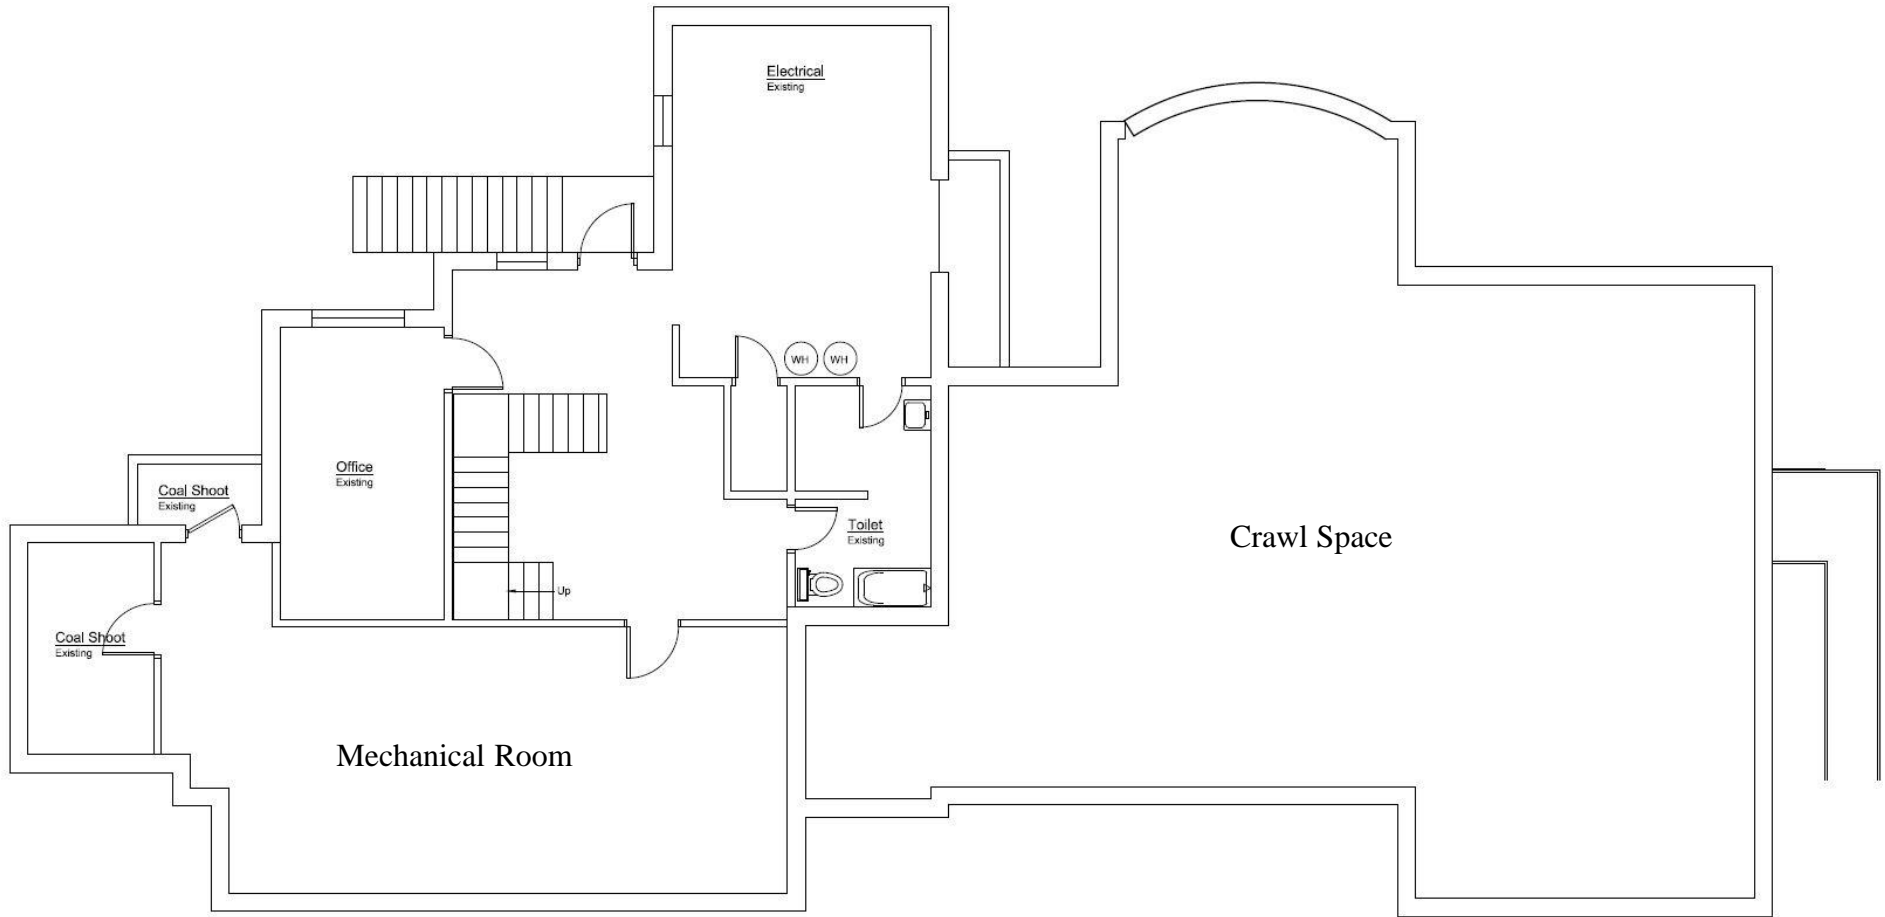 Electrical
Existing
WH WH
Office
Existing
Coal Shoot
Existing
Toilet
Existing
Crawl Space
Up
Coal Shoot
Existing
Mechanical Room